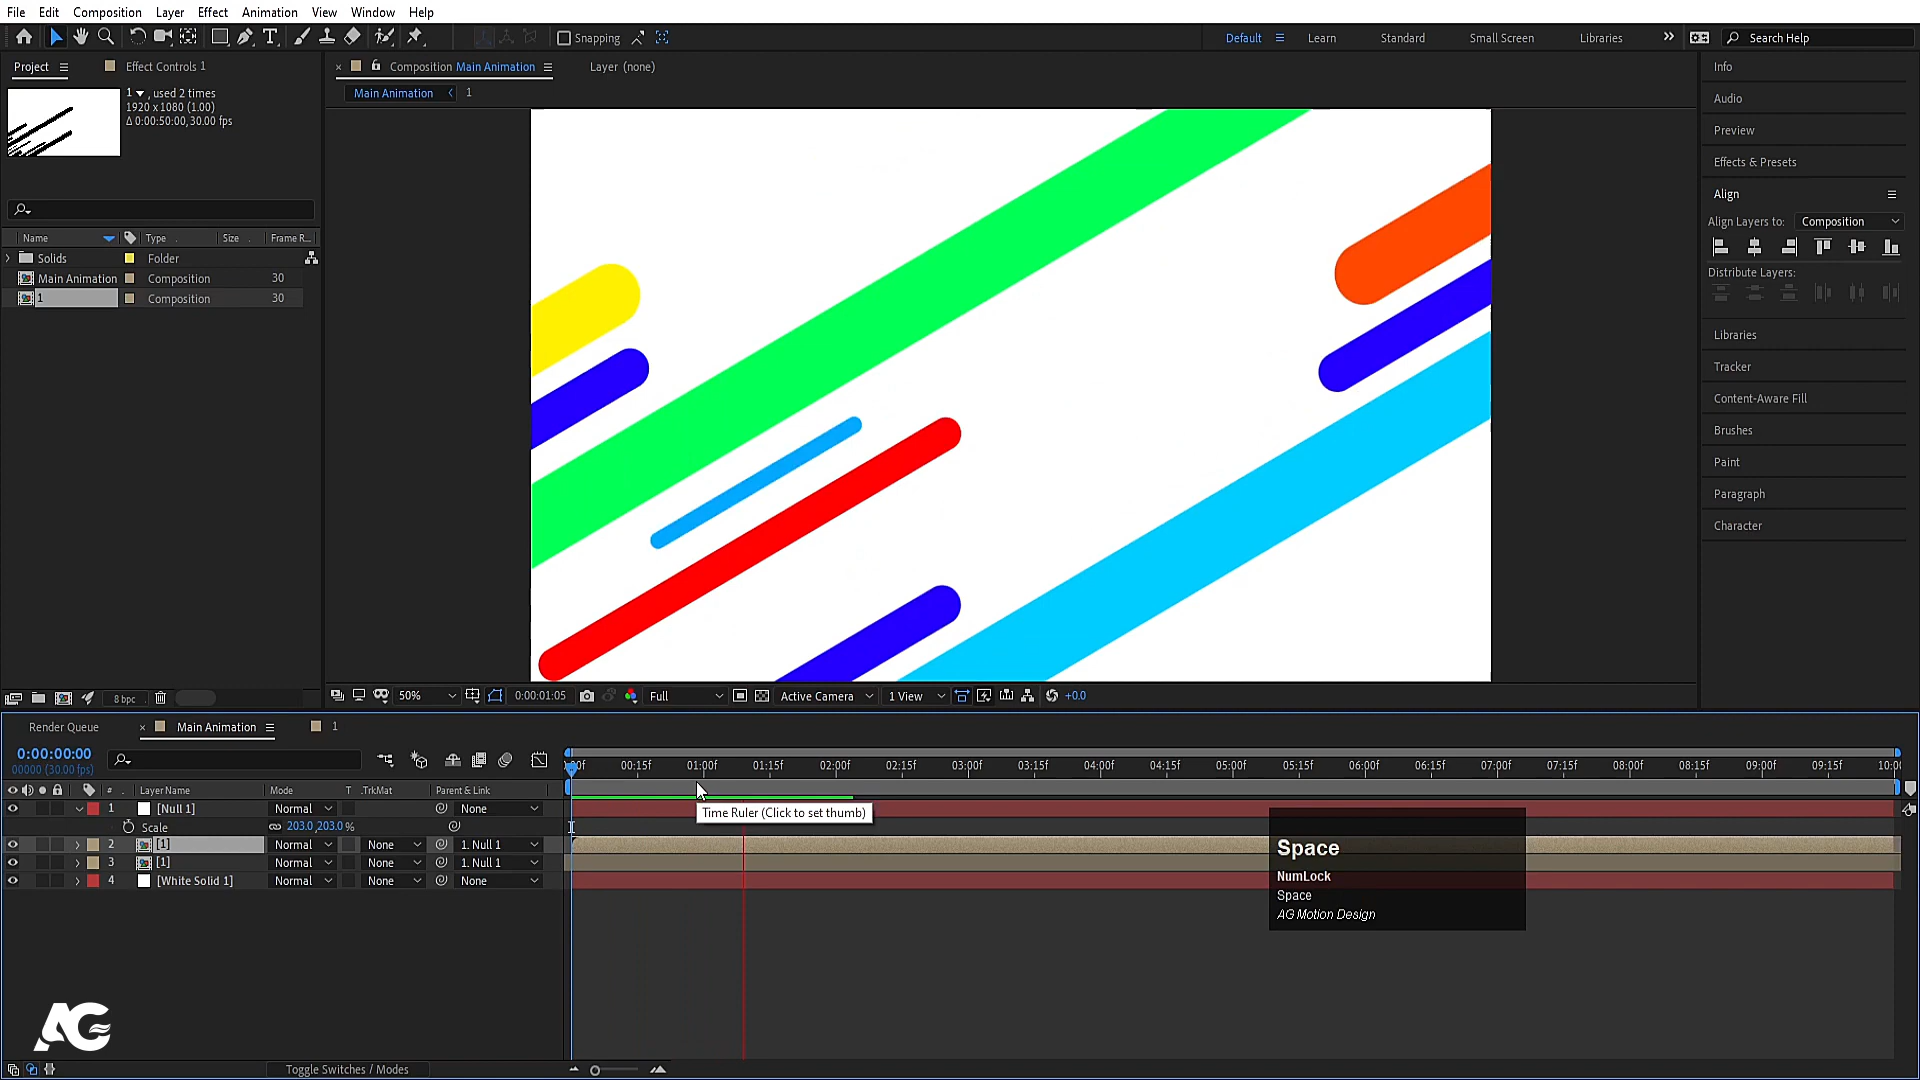 File Edit Composition Layer Effect Animation View Window Help
Snapping Default Learn Standard Small Screen Libraries Search Help
Project Effect Controls 1
Composition Main Animation Layer (none)
Main Animation 1
1 , used 2 times
1920 x 1080 (1.00)
Δ 0:00:50:00, 30.00 fps
Name Type Size Frame R...
Solids Folder
Main Animation Composition 30
1 Composition 30
8 bpc
50% 0:00:01:05 Full Active Camera 1 View +0.0
Info
Audio
Preview
Effects & Presets
Align
Align Layers to: Composition
Distribute Layers:
Libraries
Tracker
Content-Aware Fill
Brushes
Paint
Paragraph
Character
Render Queue Main Animation 1
0:00:00:00
00000 (30.00 fps)
00:15f 01:00f 01:15f 02:00f 02:15f 03:00f 03:15f 04:00f 04:15f 05:00f 05:15f 06:00f 06:15f 07:00f 07:15f 08:00f 08:15f 09:00f 09:15f 10:00
# Layer Name Mode T .TrkMat Parent & Link
1 [Null 1] Normal None
Scale 203.0,203.0 %
2 [1] Normal None 1. Null 1
3 [1] Normal None 1. Null 1
4 [White Solid 1] Normal None None
Time Ruler (Click to set thumb)
Space
NumLock
Space
AG Motion Design
AG
Toggle Switches / Modes